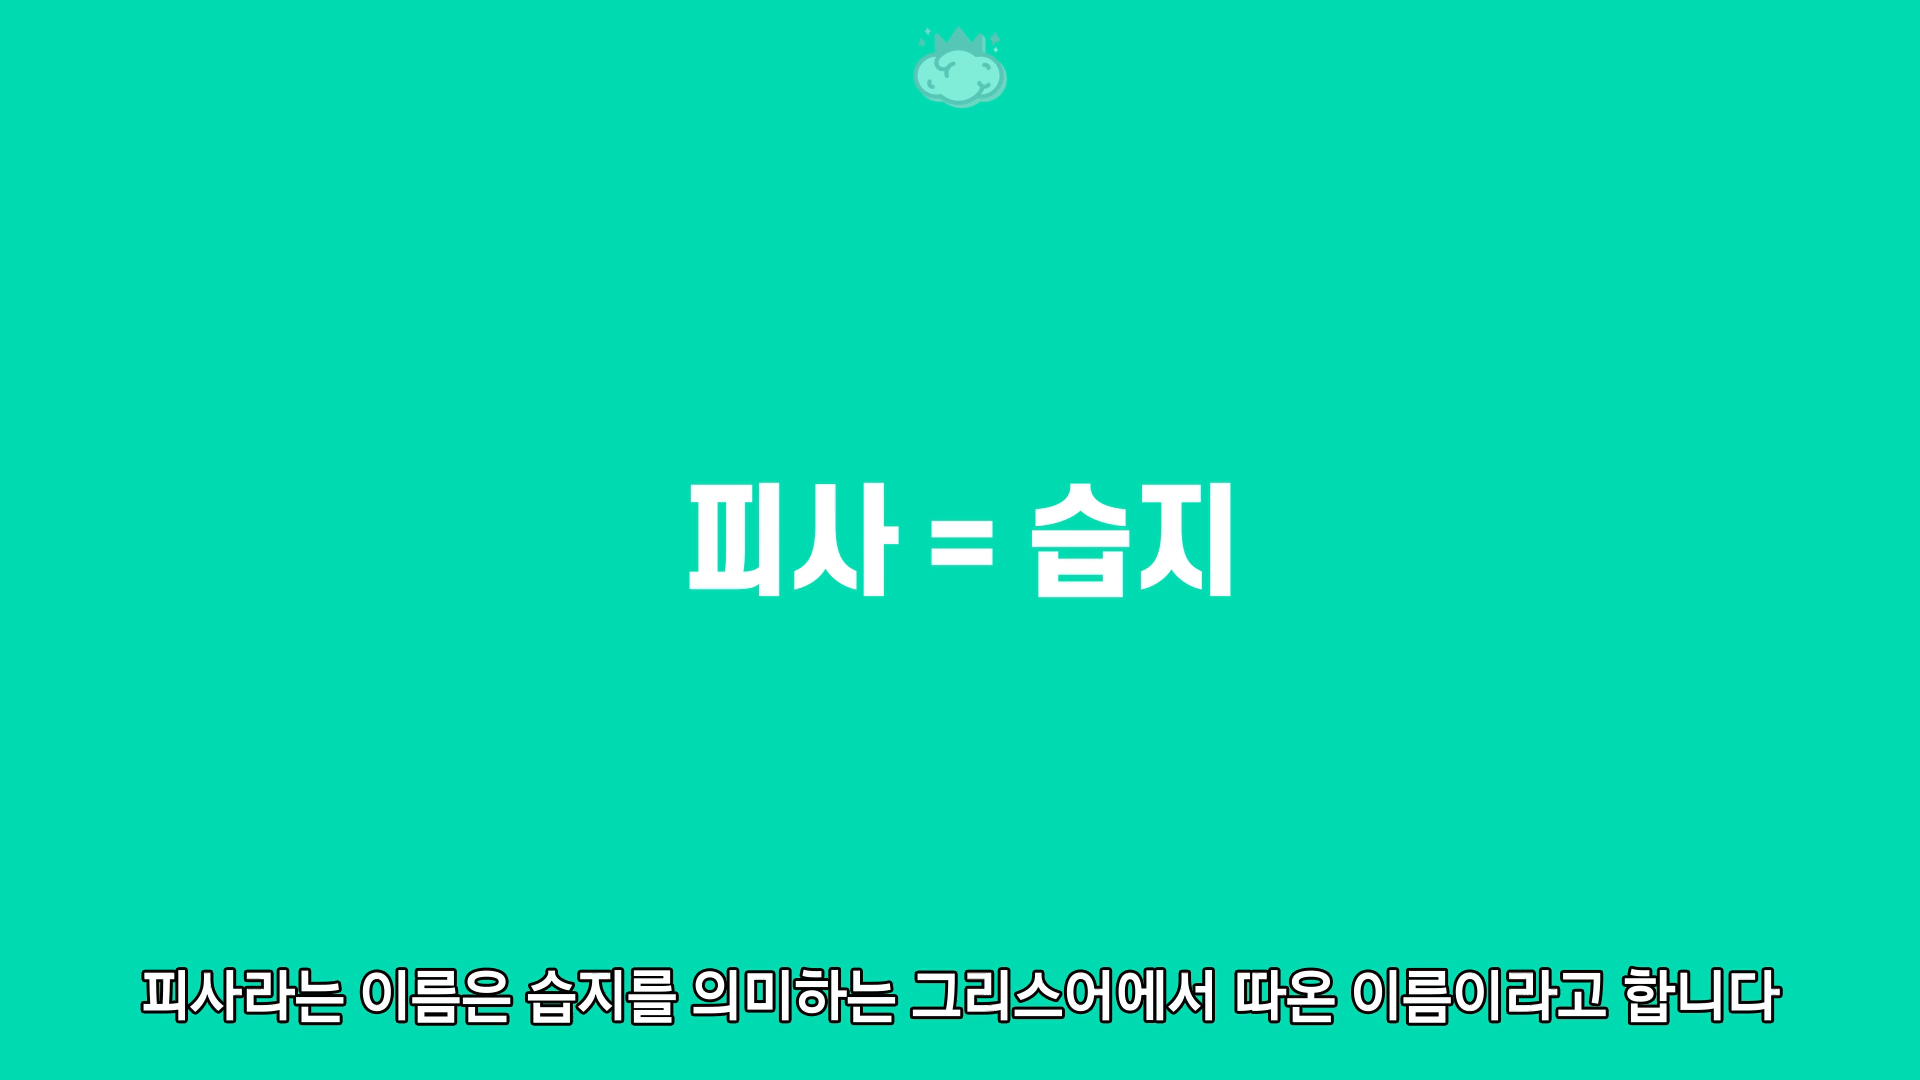 피사 = 습지
피사라는 이름은 습지를 의미하는 그리스어에서 따온 이름이라고 합니다